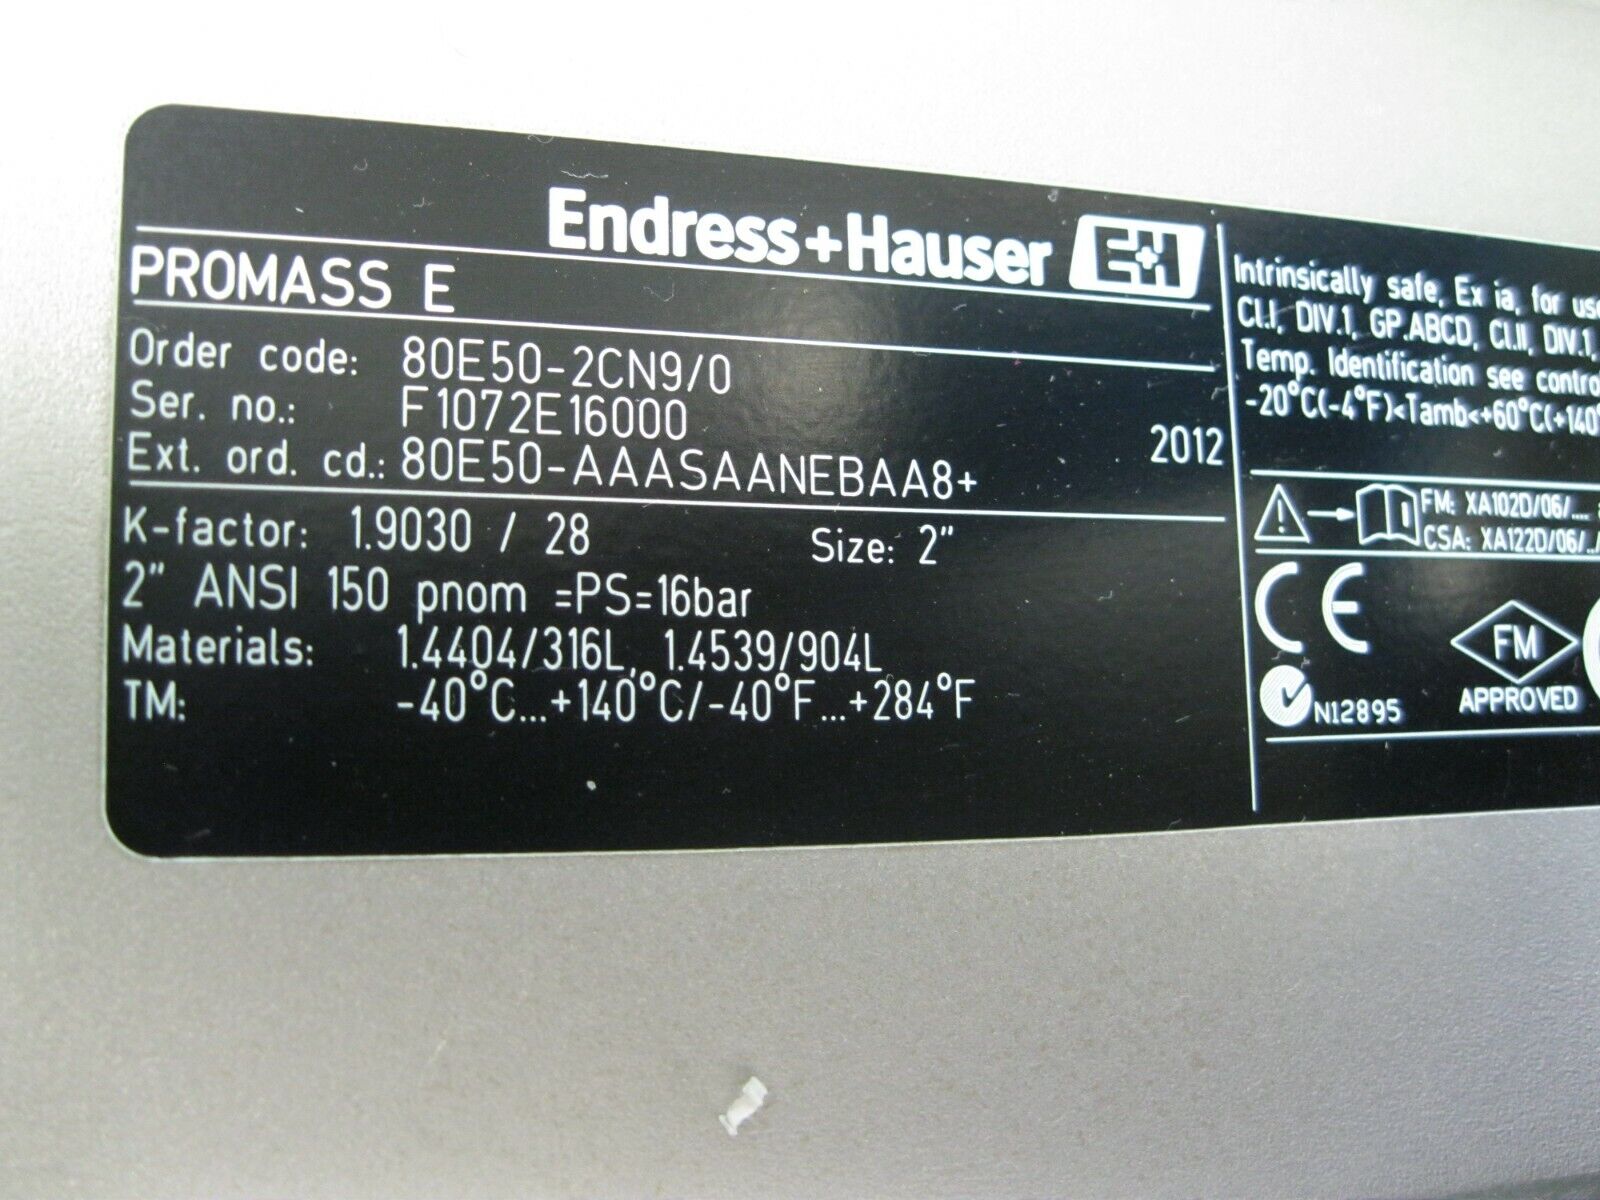 Endress+Hauser E+H
PROMASS E
Order code: 80E50-2CN9/0
Ser. no.: F1072E16000
2012
Ext. ord. cd.: 80E50-AAASAANEBAA8+
K-factor: 1.9030 / 28 Size: 2"
2" ANSI 150 pnom =PS=16bar
Materials: 1.4404/316L, 1.4539/904L
TM: -40°C...+140°C/-40°F...+284°F
Intrinsically safe, Ex ia, for use
Cl.I, DIV.1, GP.ABCD, Cl.II, DIV.1,
Temp. Identification see
-20°C(-4°F)<Tamb<+60°C(+140°
FM: XA102D/06/....
CSA: XA122D/06/../
CE
FM
APPROVED
N12895